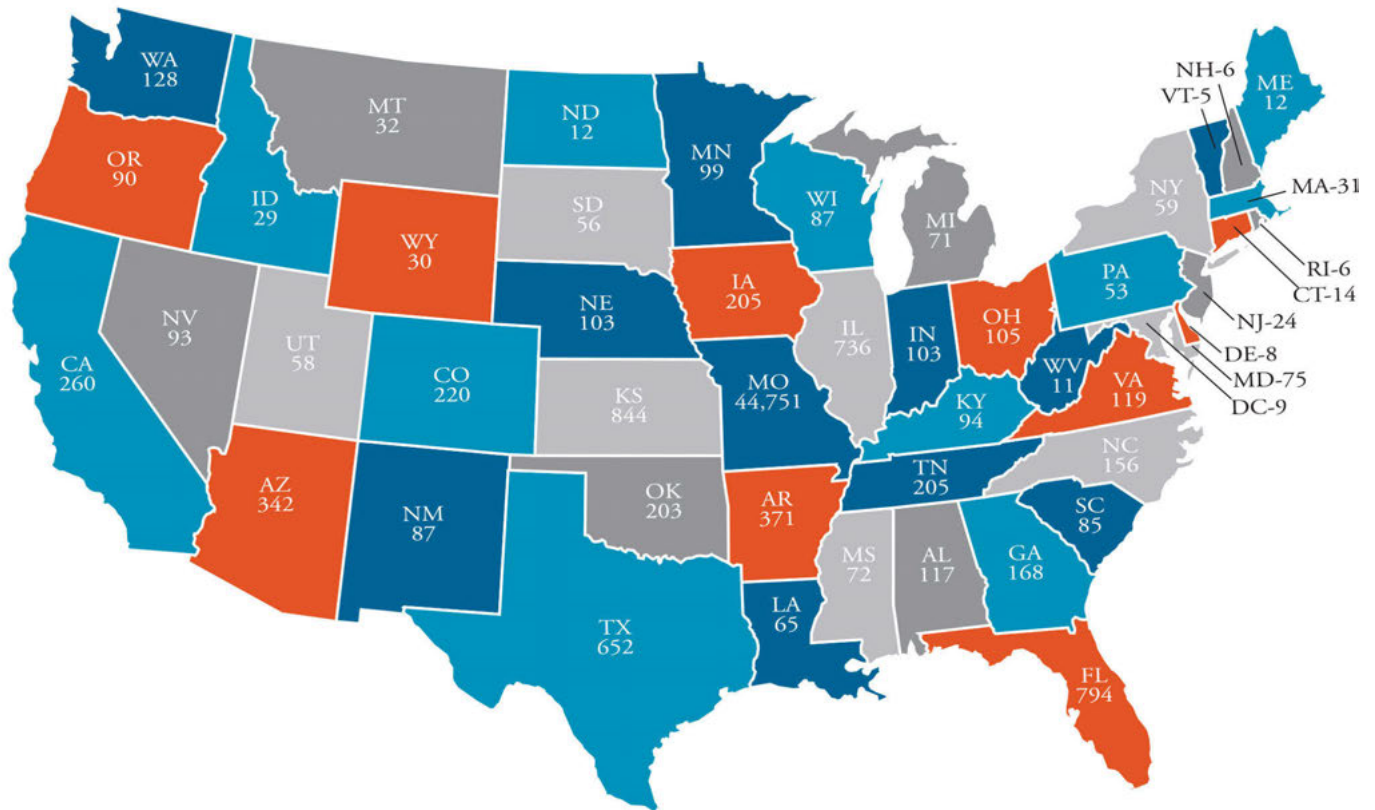 WA
128
OR
90
CA
260
ID
29
NV
93
MT
32
WY
30
UT
58
AZ
342
CO
220
NM
87
ND
12
SD
56
NE
103
KS
844
OK
203
TX
652
MN
99
IA
205
MO
44,751
AR
371
LA
65
WI
87
IL
736
MI
71
IN
103
OH
105
KY
94
TN
205
MS
72
AL
117
GA
168
FL
794
SC
85
NC
156
VA
119
WV
11
PA
53
NY
59
NH-6
VT-5
ME
12
MA-31
RI-6
CT-14
NJ-24
DE-8
MD-75
DC-9